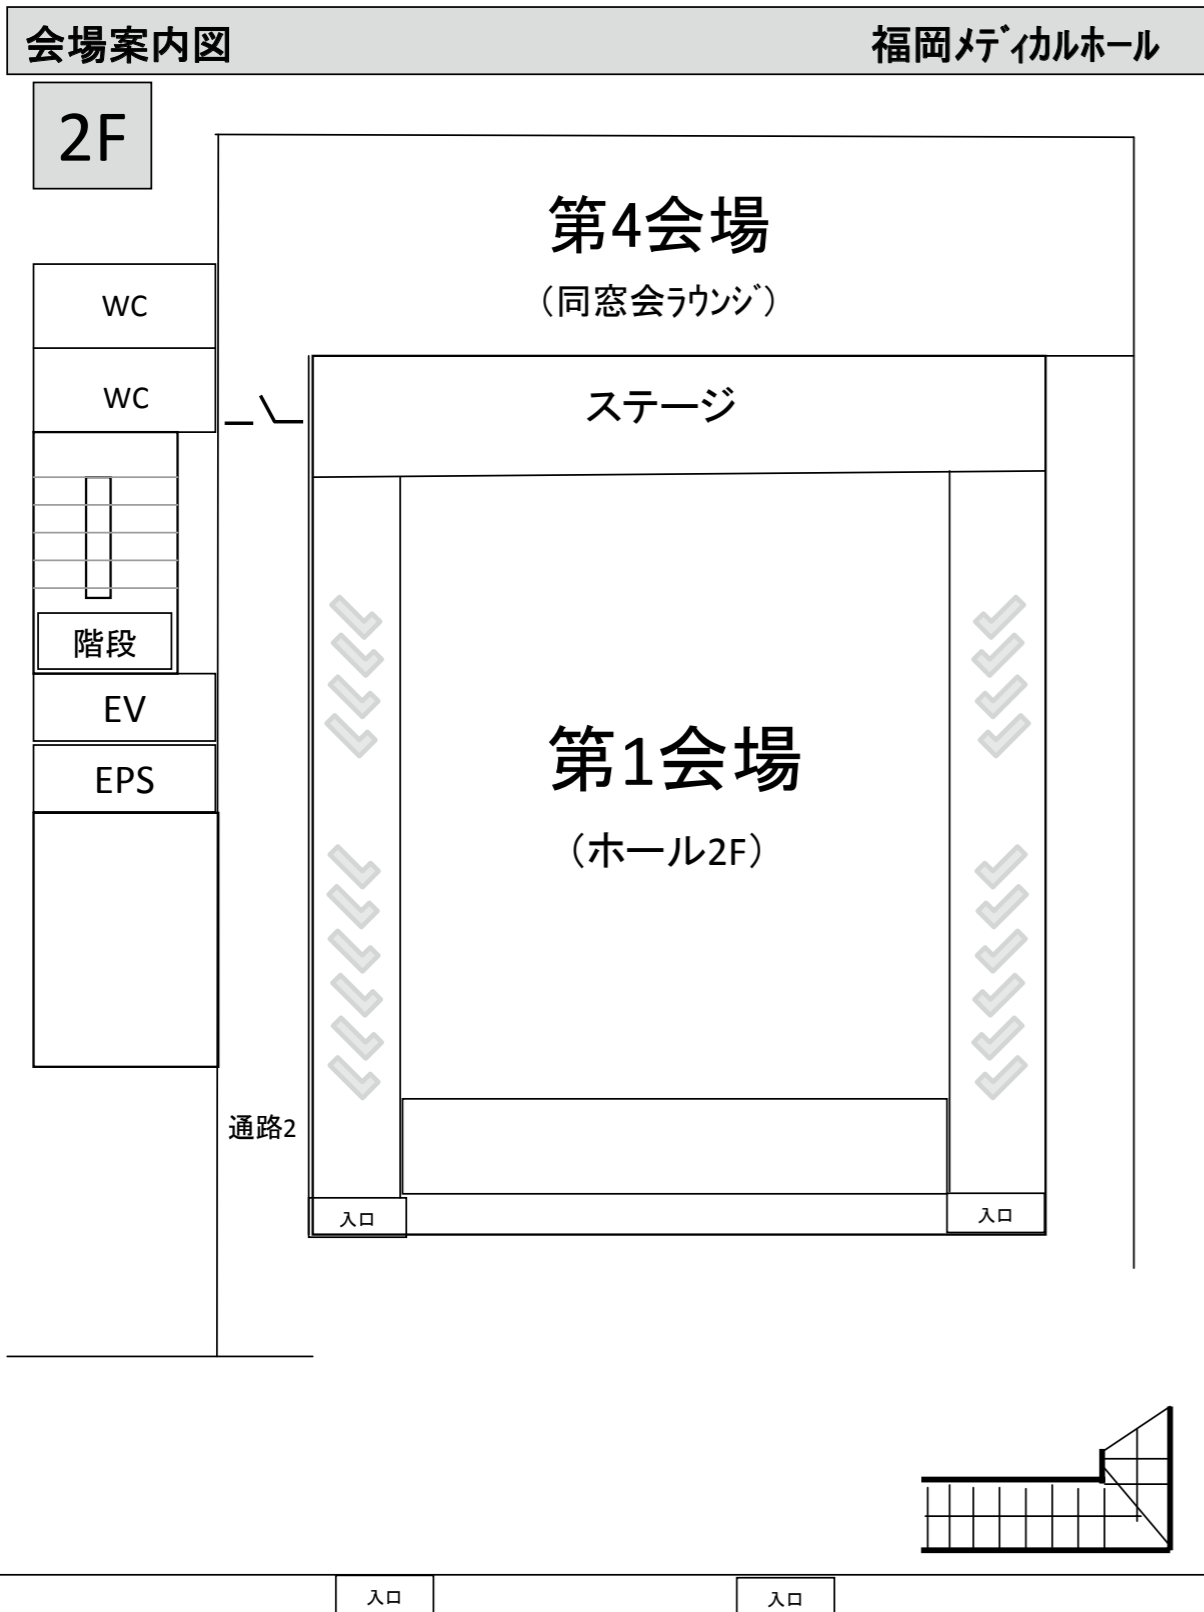 会場案内図
福岡メディカルホール
2F
第4会場
（同窓会ラウンジ）
WC
WC
ステージ
階段
EV
EPS
第1会場
（ホール2F）
通路2
入口
入口
入口
入口